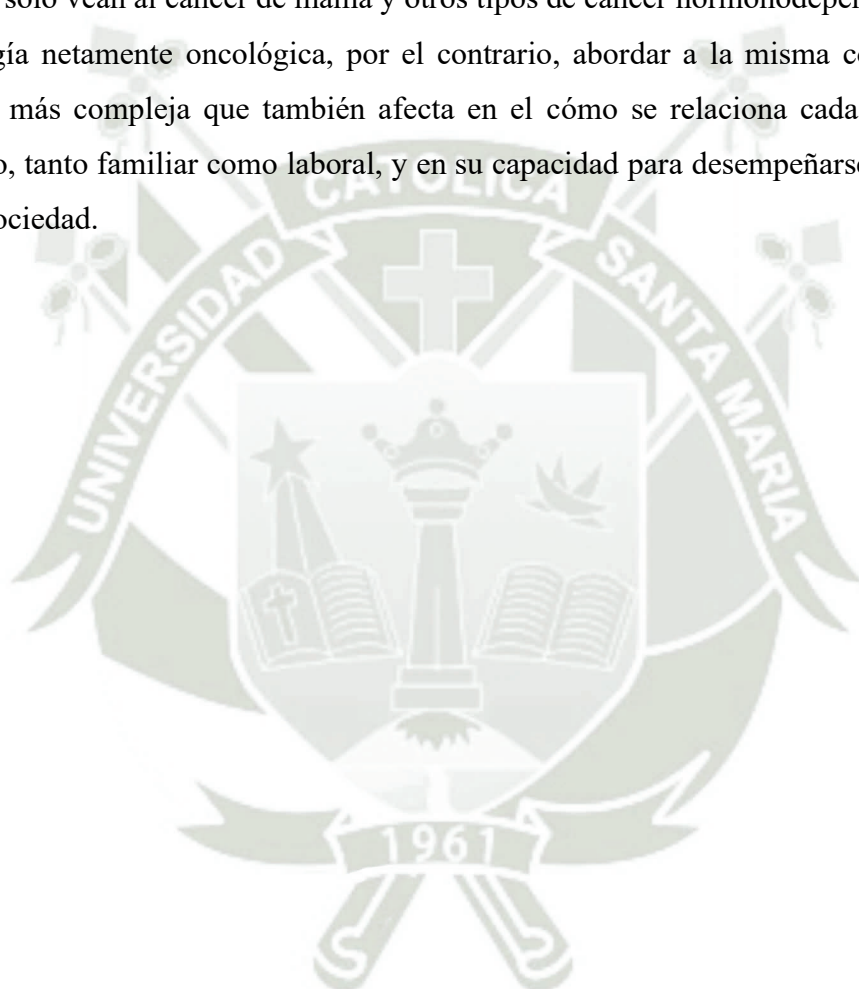 solo vean al cáncer de mama y otros tipos de cáncer
netamente oncológica, por el contrario, abordar a la misma
más compleja que también afecta en el cómo se relaciona cada
tanto familiar como laboral, y en su capacidad para desempeñarse
CATOLICA
UNIVERSIDAD
SANTA MARIA
1961